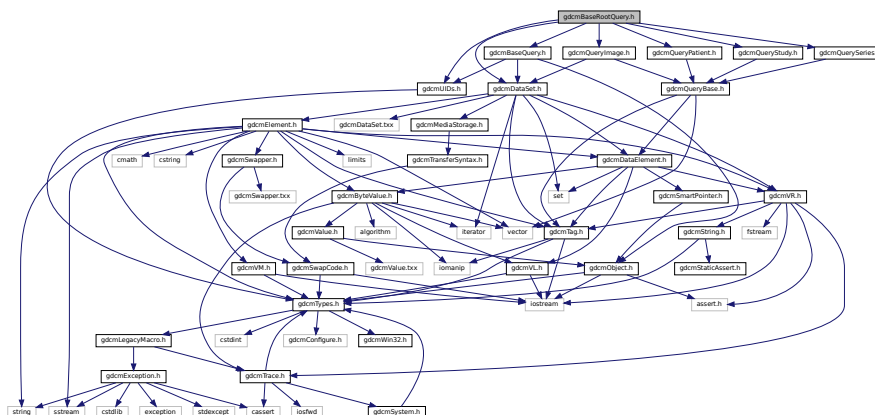 gdcmBaseRootQuery.h
gdcmBaseQuery.h gdcmQueryImage.h gdcmQueryPatient.h gdcmQueryStudy.h gdcmQuerySeries.h
gdcmUIDs.h gdcmDataSet.h gdcmQueryBase.h
gdcmElement.h gdcmDataSet.txx gdcmMediaStorage.h
cmath cstring gdcmSwapper.h limits gdcmTransferSyntax.h gdcmDataElement.h
gdcmSwapper.txx gdcmByteValue.h set gdcmSmartPointer.h gdcmVR.h
gdcmValue.h algorithm iterator vector gdcmTag.h gdcmString.h fstream
gdcmVM.h gdcmSwapCode.h gdcmValue.txx iomanip gdcmVL.h gdcmObject.h gdcmStaticAssert.h
gdcmTypes.h iostream assert.h
gdcmLegacyMacro.h cstdint gdcmConfigure.h gdcmWin32.h
gdcmException.h gdcmTrace.h
string sstream cstdlib exception stdexcept cassert iosfwd gdcmSystem.h